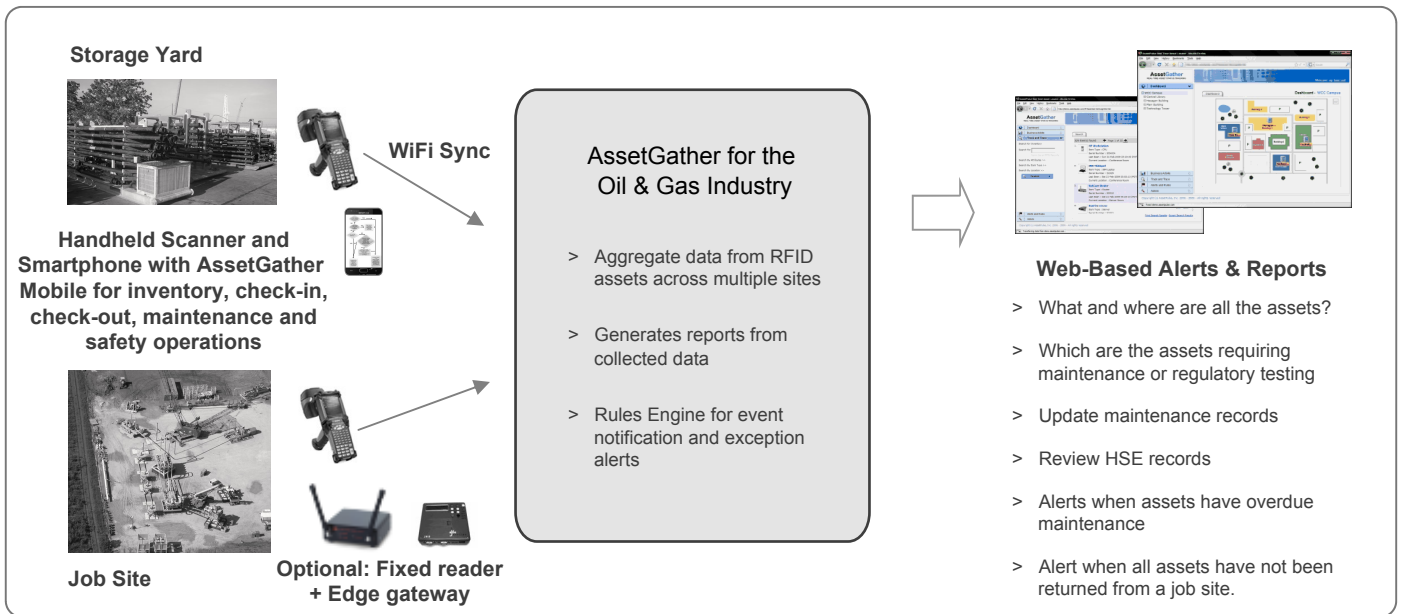 Storage Yard
WiFi Sync
Handheld Scanner and
Smartphone with AssetGather
Mobile for inventory, check-in,
check-out, maintenance and
safety operations
Job Site
Optional: Fixed reader
+ Edge gateway
AssetGather for the
Oil & Gas Industry
> Aggregate data from RFID
assets across multiple sites
> Generates reports from
collected data
> Rules Engine for event
notification and exception
alerts
AssetGather
AssetGather
Dashboard - WDC Campus
Web-Based Alerts & Reports
> What and where are all the assets?
> Which are the assets requiring
maintenance or regulatory testing
> Update maintenance records
> Review HSE records
> Alerts when assets have overdue
maintenance
> Alert when all assets have not been
returned from a job site.